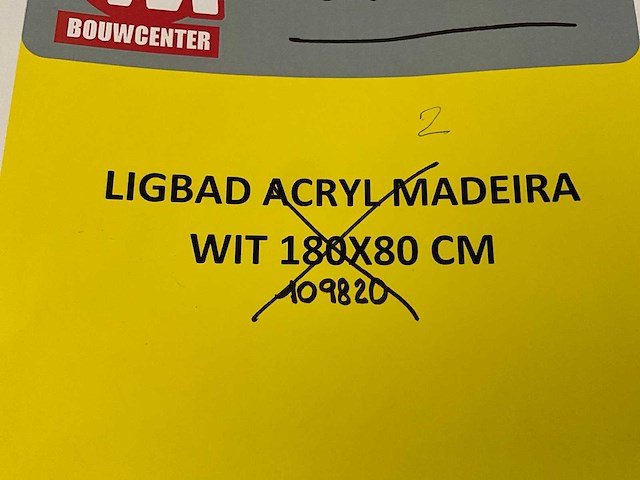 BOUWCENTER
2
LIGBAD ACRYL MADEIRA
WIT 180X80 CM
109820